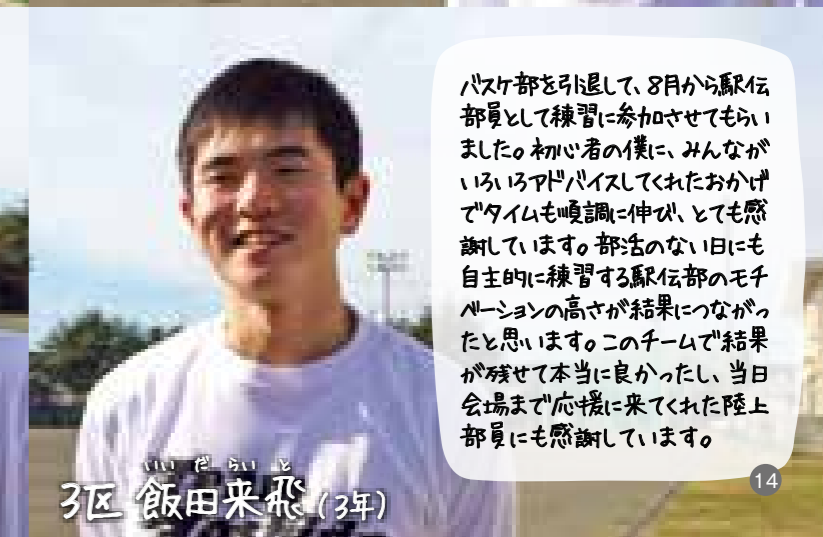 バスケ部を引退して、8月から駅伝
部員として練習に参加させてもらい
ました。初心者の僕に、みんなが
いろいろアドバイスしてくれたおかげ
でタイムも順調に伸び、とても感
謝しています。部活のない日にも
自主的に練習する駅伝部のモチ
ベーションの高さが結果につながっ
たと思います。このチームで結果
が残せて本当に良かったし、当日
会場まで応援に来てくれた陸上
部員にも感謝しています。
14
いい だ らい と
3区 飯田来飛(3年)